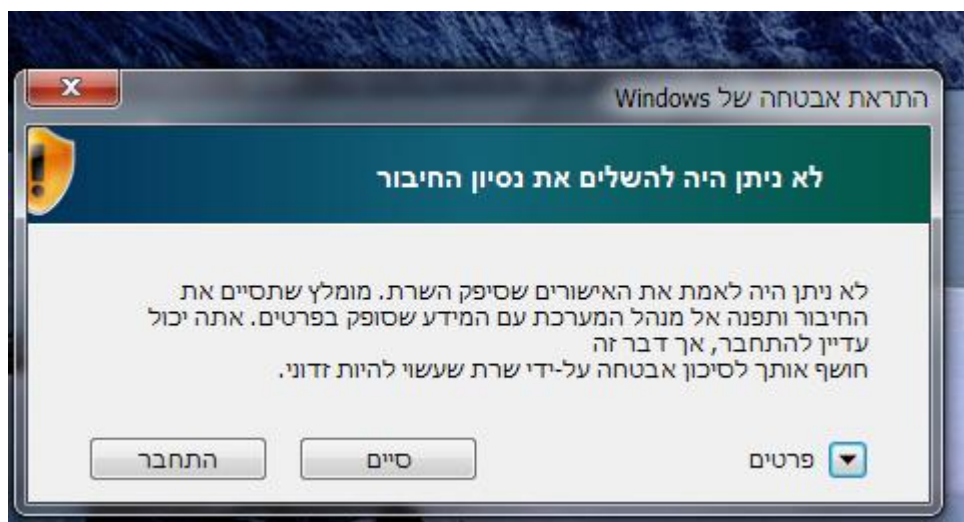 התראת אבטחה של Windows
לא ניתן היה להשלים את נסיון החיבור
לא ניתן היה לאמת את האישורים שסיפק השרת. מומלץ שתסיים את
החיבור ותפנה אל מנהל המערכת עם המידע שסופק בפרטים. אתה יכול
עדיין להתחבר, אך דבר זה
חושף אותך לסיכון אבטחה על-ידי שרת שעשוי להיות זדוני.
פרטים סיים התחבר